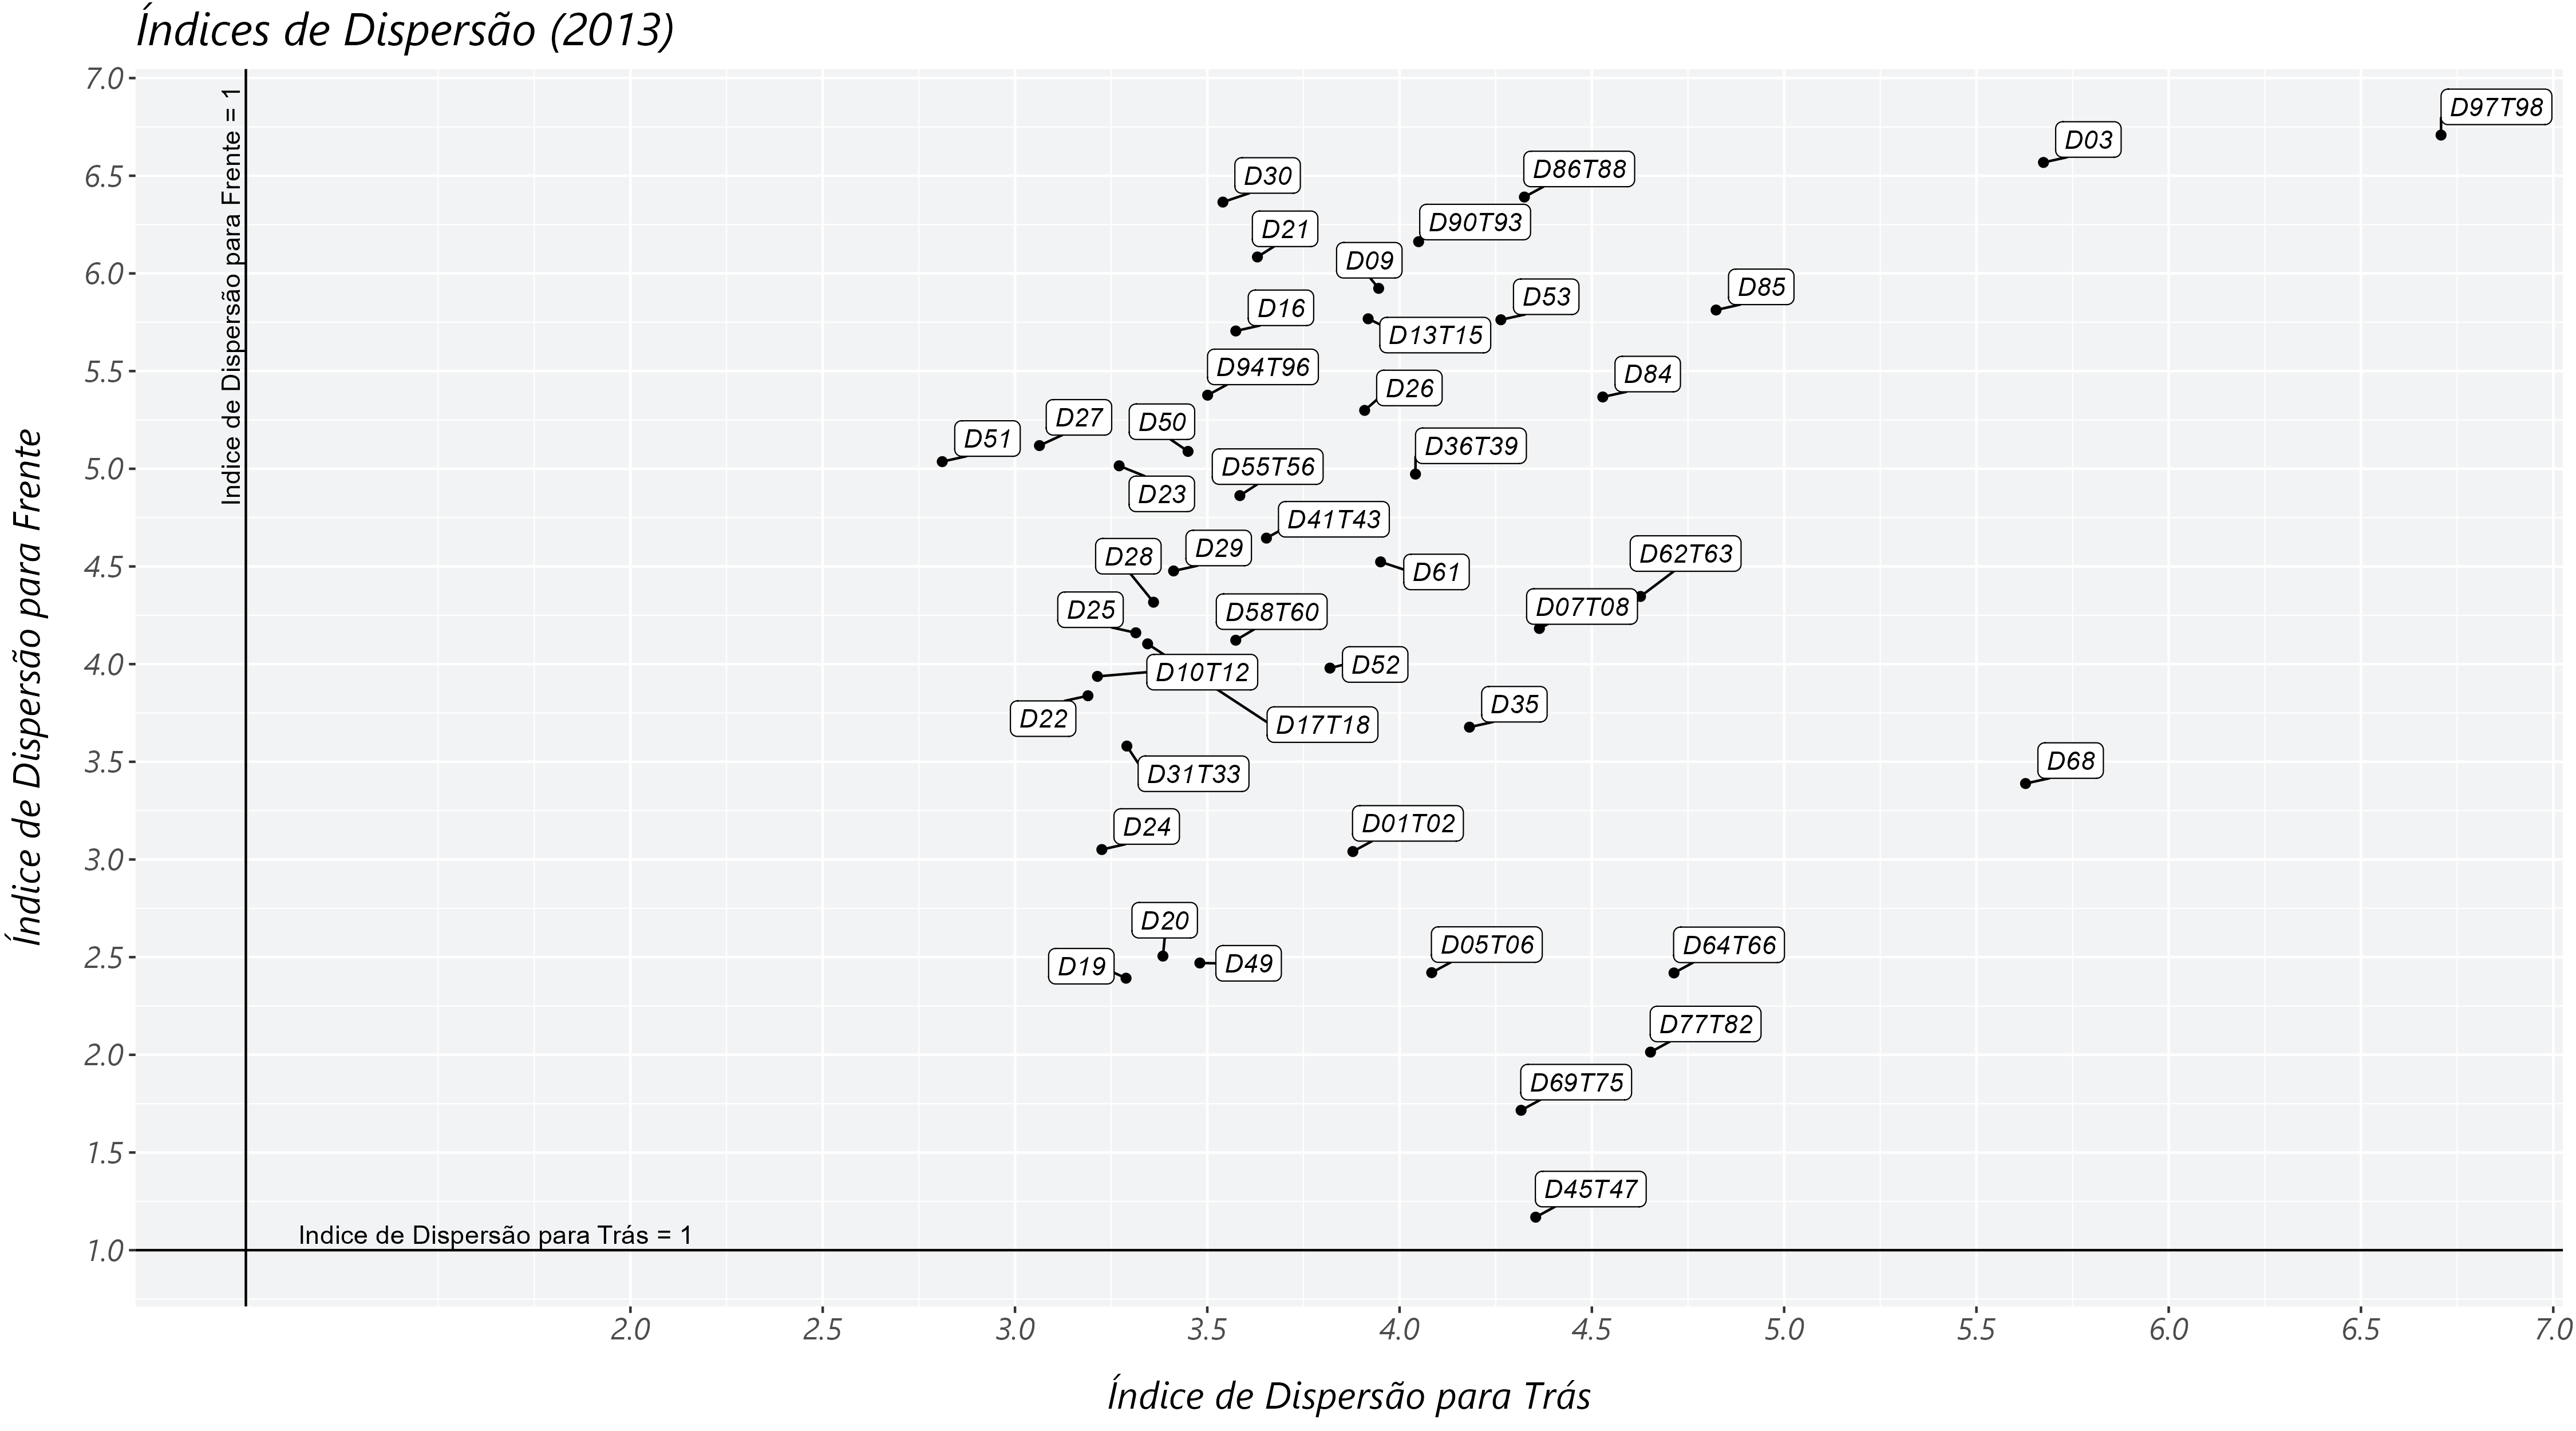 Índices de Dispersão (2013)
Índice de Dispersão para Frente
7.0
6.5
6.0
5.5
5.0
4.5
4.0
3.5
3.0
2.5
2.0
1.5
1.0
Indice de Dispersão para Frente = 1
Indice de Dispersão para Trás = 1
D97T98
D03
D86T88
D30
D90T93
D21
D09
D85
D53
D16
D13T15
D94T96
D84
D26
D27
D50
D51
D36T39
D55T56
D23
D41T43
D29
D28
D62T63
D61
D07T08
D25
D58T60
D52
D10T12
D35
D22
D17T18
D68
D31T33
D01T02
D24
D20
D05T06
D64T66
D49
D19
D77T82
D69T75
D45T47
2.0
2.5
3.0
3.5
4.0
4.5
5.0
5.5
6.0
6.5
7.0
Índice de Dispersão para Trás